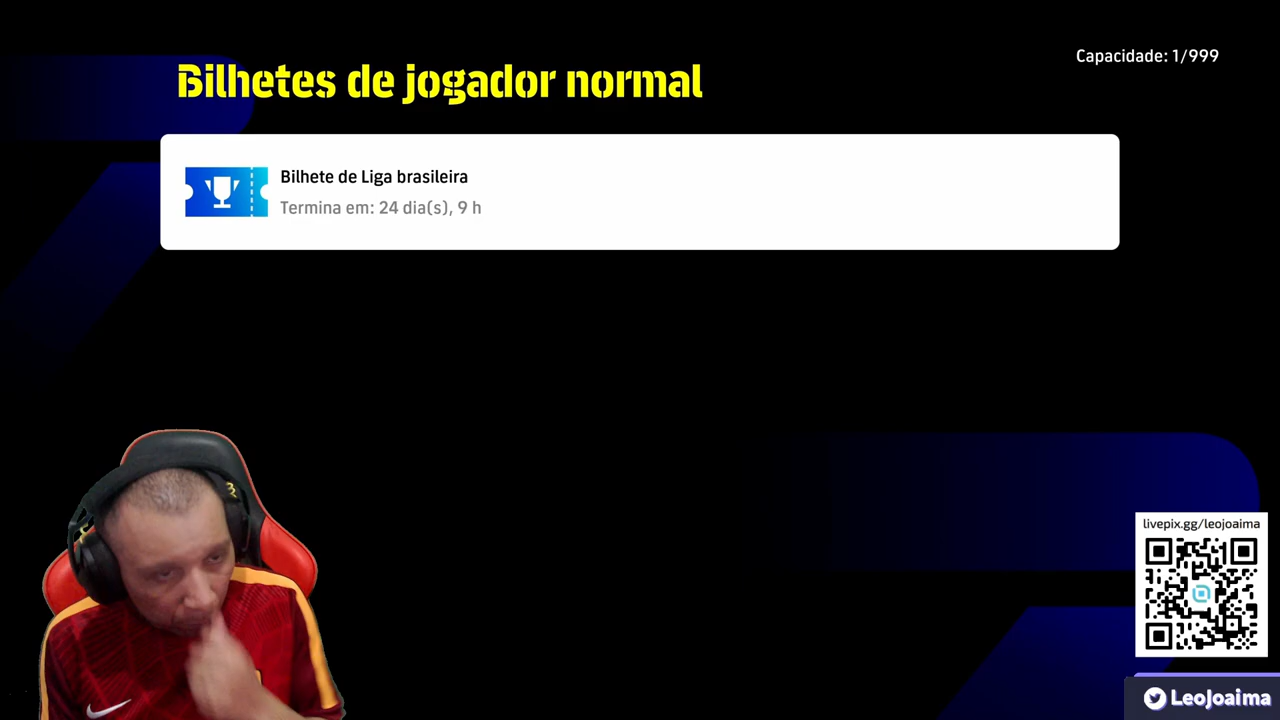 Capacidade: 1/999
Bilhetes de jogador normal
Bilhete de Liga brasileira
Termina em: 24 dia(s), 9 h
livepix.gg/leojoaima
LeoJoaima